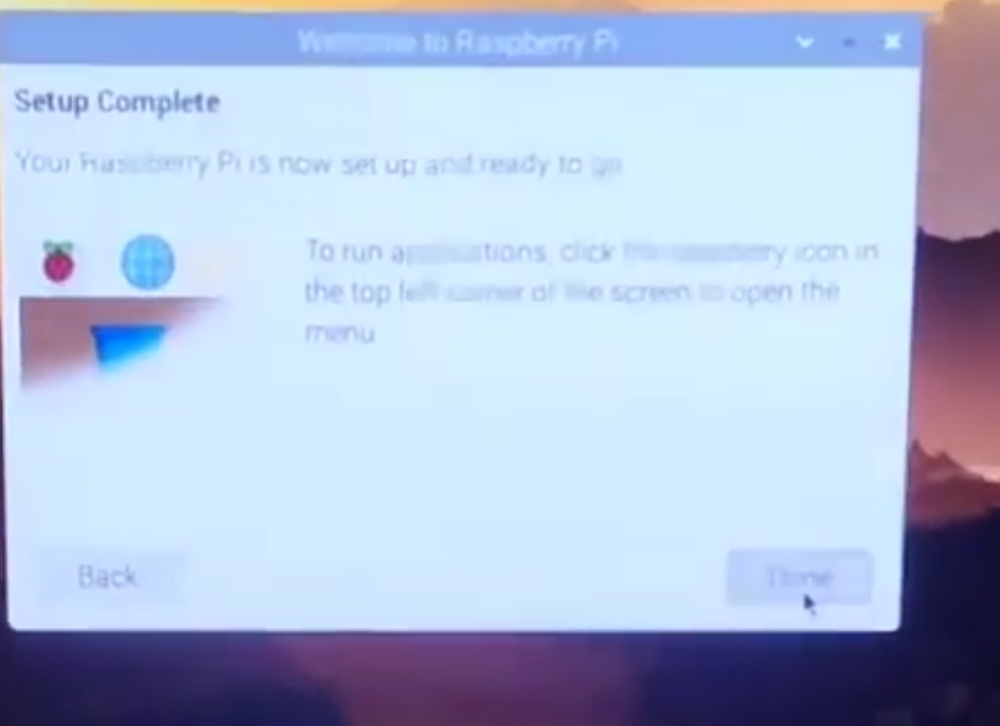 Welcome to Raspberry Pi
Setup Complete
Your Raspberry Pi is now set up and ready to go
To run applications, click the raspberry icon in
the top left corner of the screen to open the
menu
Back
Done